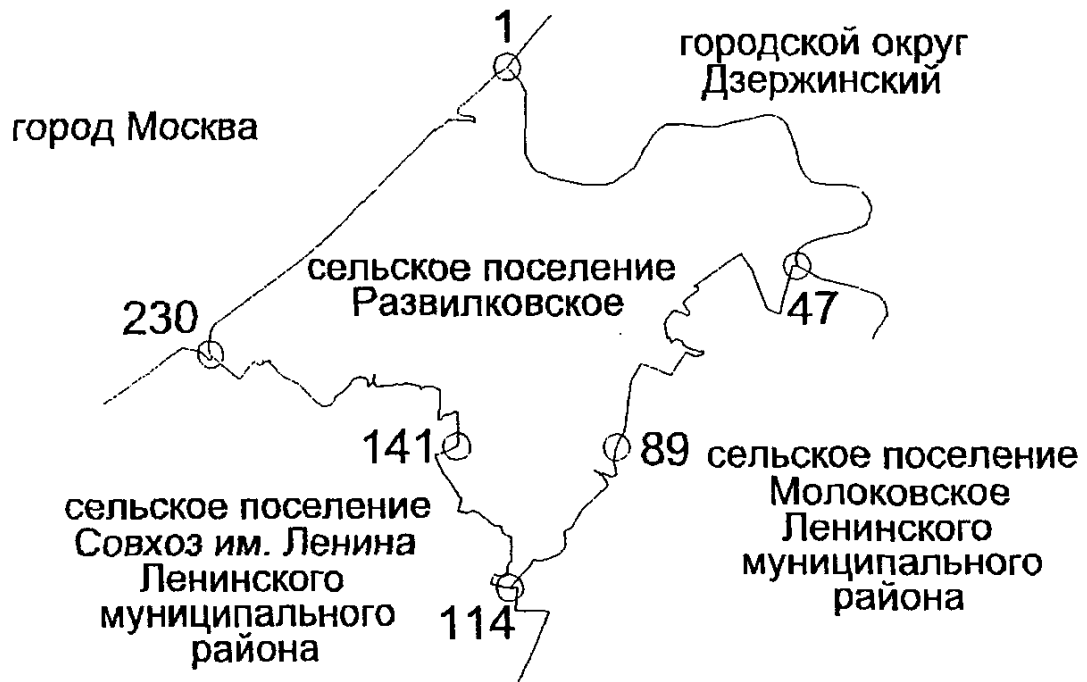 1
городской округ
Дзержинский
город Москва
сельское поселение
Развилковское
230
47
141
89
сельское поселение
Молоковское
Ленинского
муниципального
района
сельское поселение
Совхоз им. Ленина
Ленинского
муниципального
района
114